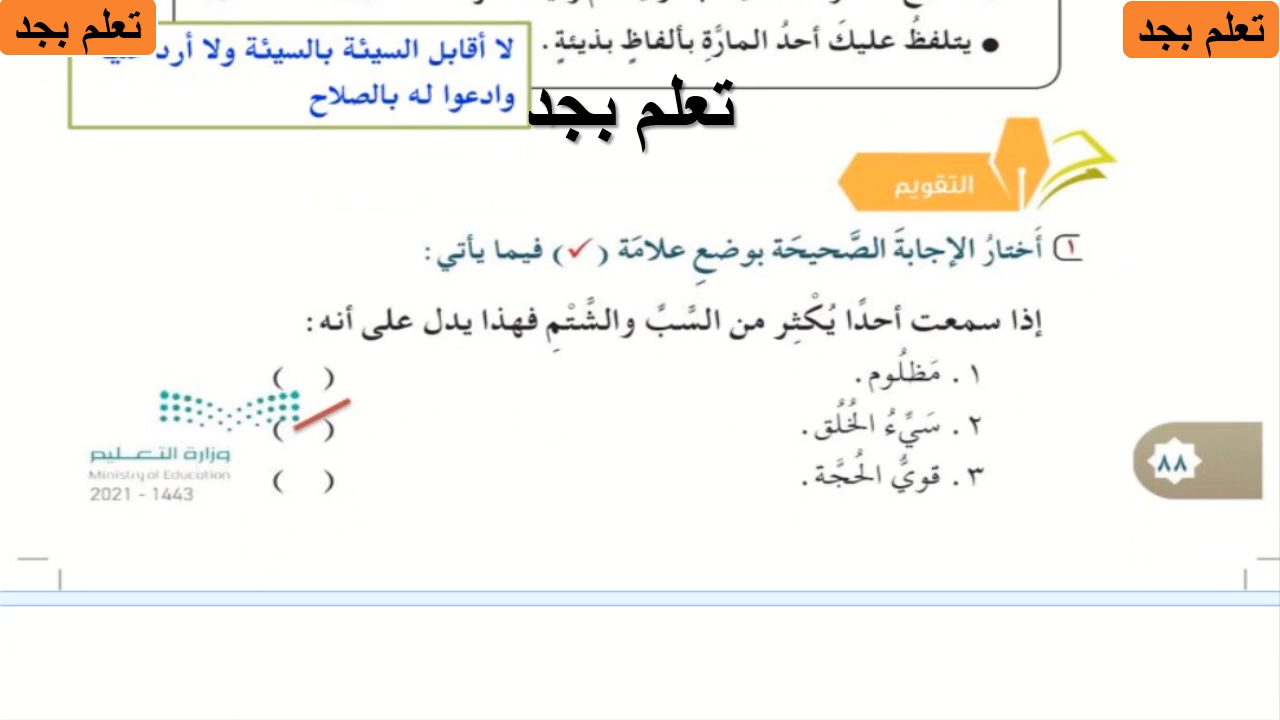 تعلم بجد
تعلم بجد
● يتلفظُ عليكَ أحدُ المارَّةِ بألفاظٍ بذيئةٍ.
لا أقابل السيئة بالسيئة ولا
وادعوا له بالصلاح
تعلم بجد
التقويم
١ أَختارُ الإجابةَ الصَّحيحَة بوضعِ علامَة (✓) فيما يأتي:
إذا سمعت أحدًا يُكْثِر من السَّبِّ والشَّتْمِ فهذا يدل على أنه:
١. مَظلُوم. ( )
٢. سَيِّءُ الخُلُق. ( )
٣. قويُّ الحُجَّة. ( )
وزارة التعليم
Ministry of Education
2021 - 1443
٨٨